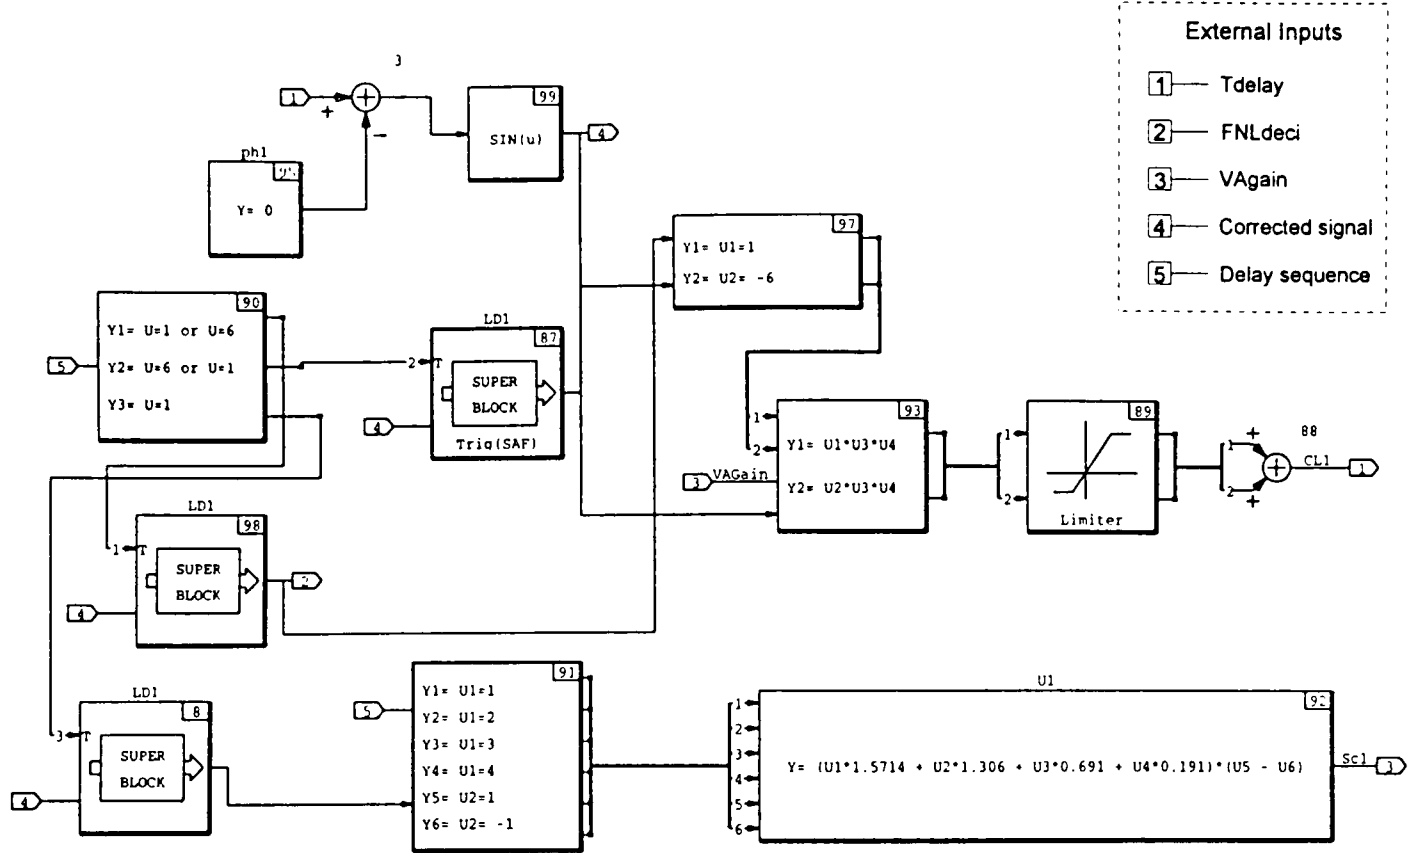 External Inputs
1 Tdelay
2 FNLdeci
3 VAgain
4 Corrected signal
5 Delay sequence
3
1
+
−
99
SIN(u)
4
ph1
Y= 0
97
Y1= U1=1
Y2= U2= -6
90
Y1= U=1 or U=6
Y2= U=6 or U=1
Y3= U=1
5
LD1
87
2 T
SUPER
BLOCK
4
Trig(SAF)
93
1
2
Y1= U1*U3*U4
Y2= U2*U3*U4
3 VAGain
89
1
2
Limiter
88
1 +
2 +
CL1 1
LD1
98
1 T
SUPER
BLOCK
2
4
LD1
8
3 T
SUPER
BLOCK
4
91
Y1= U1=1
Y2= U1=2
Y3= U1=3
Y4= U1=4
Y5= U2=1
Y6= U2= -1
5
U1
92
1
2
3
4
5
6
Y= (U1*1.5714 + U2*1.306 + U3*0.691 + U4*0.191)*(U5 - U6)
Sc1 3